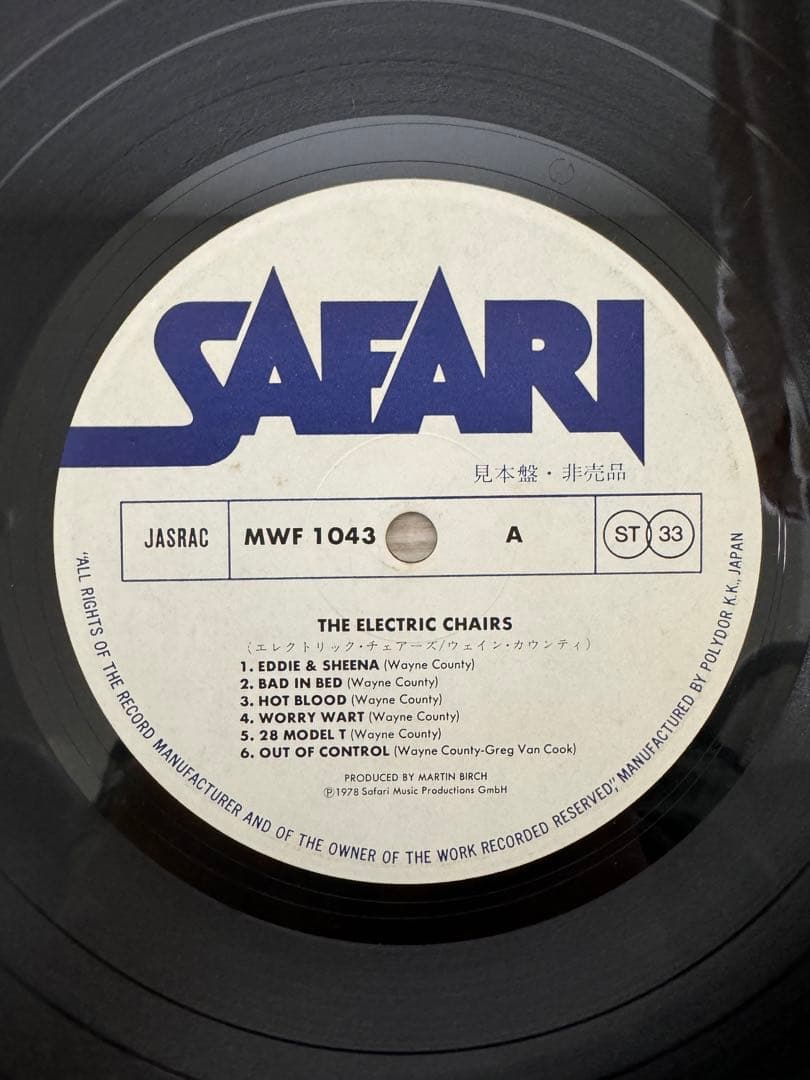 SAFARI
見本盤・非売品
JASRAC
MWF 1043
A
ST 33
THE ELECTRIC CHAIRS
(エレクトリック・チェアーズ/ウェイン・カウンティ)
1. EDDIE & SHEENA (Wayne County)
2. BAD IN BED (Wayne County)
3. HOT BLOOD (Wayne County)
4. WORRY WART (Wayne County)
5. 28 MODEL T (Wayne County)
6. OUT OF CONTROL (Wayne County-Greg Van Cook)
PRODUCED BY MARTIN BIRCH
Ⓟ1978 Safari Music Productions GmbH
"ALL RIGHTS OF THE RECORD MANUFACTURER AND OF THE OWNER OF THE WORK RECORDED RESERVED", MANUFACTURED BY POLYDOR K.K., JAPAN